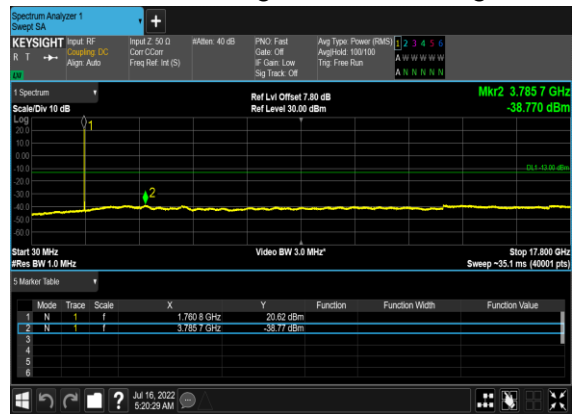 Spectrum Analyzer 1
Swept SA
+
KEYSIGHT Input: RF Input Z: 50 Ω #Atten: 40 dB PNO: Fast Avg Type: Power (RMS) 1 2 3 4 5 6
R T Coupling: DC Corr CCorr Gate: Off Avg|Hold: 100/100 A W W W W W
Align: Auto Freq Ref: Int (S) IF Gain: Low Trig: Free Run
Sig Track: Off A N N N N N
1 Spectrum Ref Lvl Offset 7.80 dB Mkr2 3.785 7 GHz
Scale/Div 10 dB Ref Level 30.00 dBm -38.770 dBm
Log
20.0
10.0
0.00
-10.0
-20.0
-30.0
-40.0
-50.0
-60.0
1
2
DL1 -13.00 dBm
Start 30 MHz Video BW 3.0 MHz* Stop 17.800 GHz
#Res BW 1.0 MHz Sweep ~35.1 ms (40001 pts)
5 Marker Table
Mode Trace Scale X Y Function Function Width Function Value
1 N 1 f 1.760 8 GHz 20.62 dBm
2 N 1 f 3.785 7 GHz -38.77 dBm
3
4
5
6
? Jul 16, 2022
5:20:29 AM